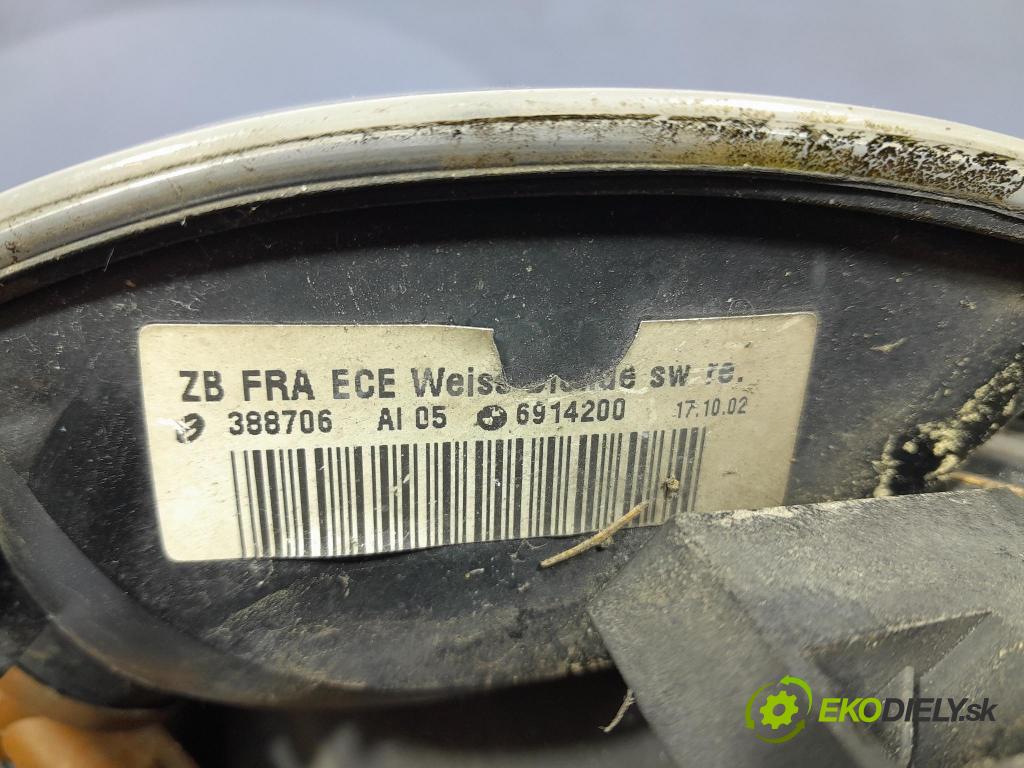 ZB FRA ECE Weiss sw re.
388706 AI 05 6914200 17.10.02
EKODIELY.sk